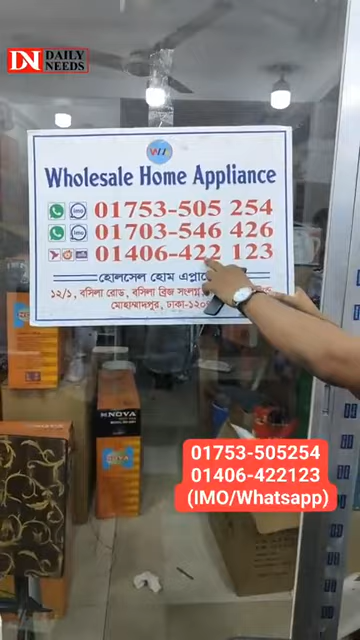 DN DAILY
NEEDS
Wholesale Home Appliance
01753-505 254
01703-546 426
01406-422 123
হোলসেল হোম এপ্লা
১২/১, বসিলা রোড, বসিলা ব্রিজ সংলগ্ন
মোহাম্মদপুর, ঢাকা-১২০
NOVA
01753-505254
01406-422123
(IMO/Whatsapp)